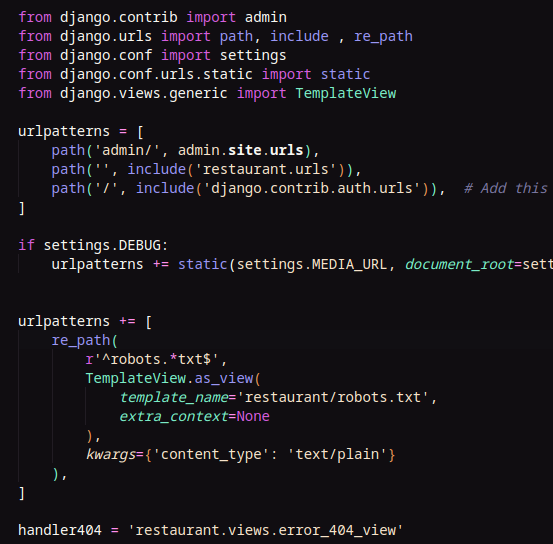 from django.contrib import admin
from django.urls import path, include , re_path
from django.conf import settings
from django.conf.urls.static import static
from django.views.generic import TemplateView
urlpatterns = [
    path('admin/', admin.site.urls),
    path('', include('restaurant.urls')),
    path('/', include('django.contrib.auth.urls')),  # Add this
]
if settings.DEBUG:
    urlpatterns += static(settings.MEDIA_URL, document_root=sett
urlpatterns += [
    re_path(
        r'^robots.*txt$',
        TemplateView.as_view(
            template_name='restaurant/robots.txt',
            extra_context=None
        ),
        kwargs={'content_type': 'text/plain'}
    ),
]
handler404 = 'restaurant.views.error_404_view'